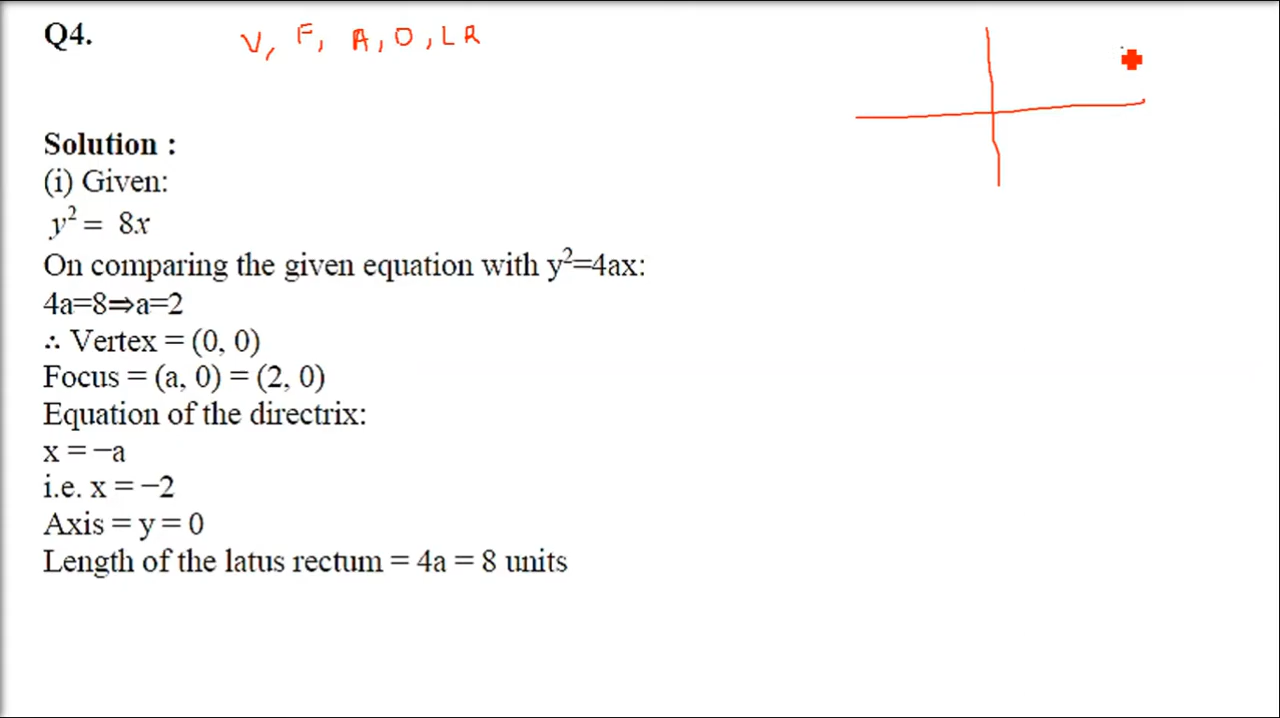 Q4. V, F, A, D, LR
Solution :
(i) Given:
y² = 8x
On comparing the given equation with y²=4ax:
4a=8⇒a=2
∴ Vertex = (0, 0)
Focus = (a, 0) = (2, 0)
Equation of the directrix:
x = −a
i.e. x = −2
Axis = y = 0
Length of the latus rectum = 4a = 8 units